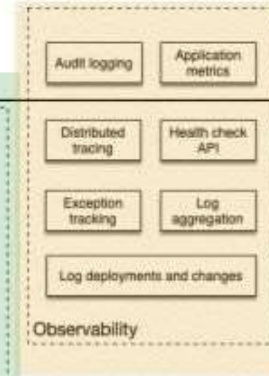 Audit logging
Application
metrics
Distributed
tracing
Health check
API
Exception
tracking
Log
aggregation
Log deployments and changes
Observability